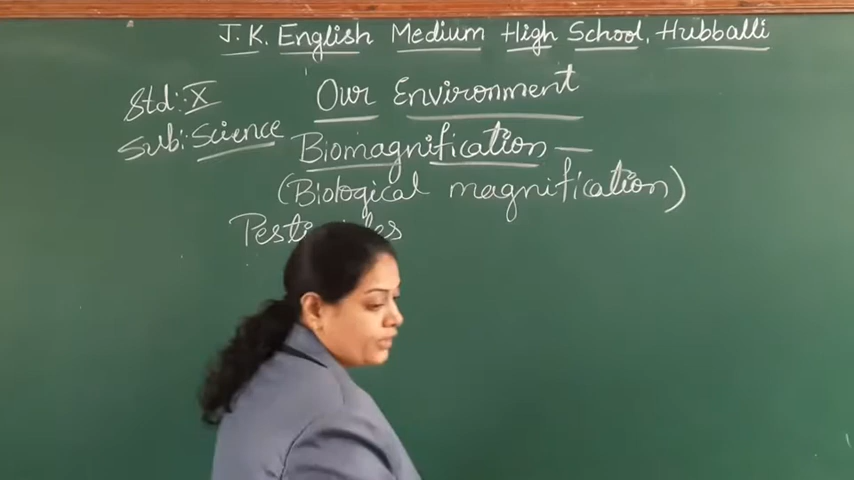 J.K. English Medium High School, Hubballi
Our Environment
Std: X
Sub: Science
Biomagnification —
(Biological magnification)